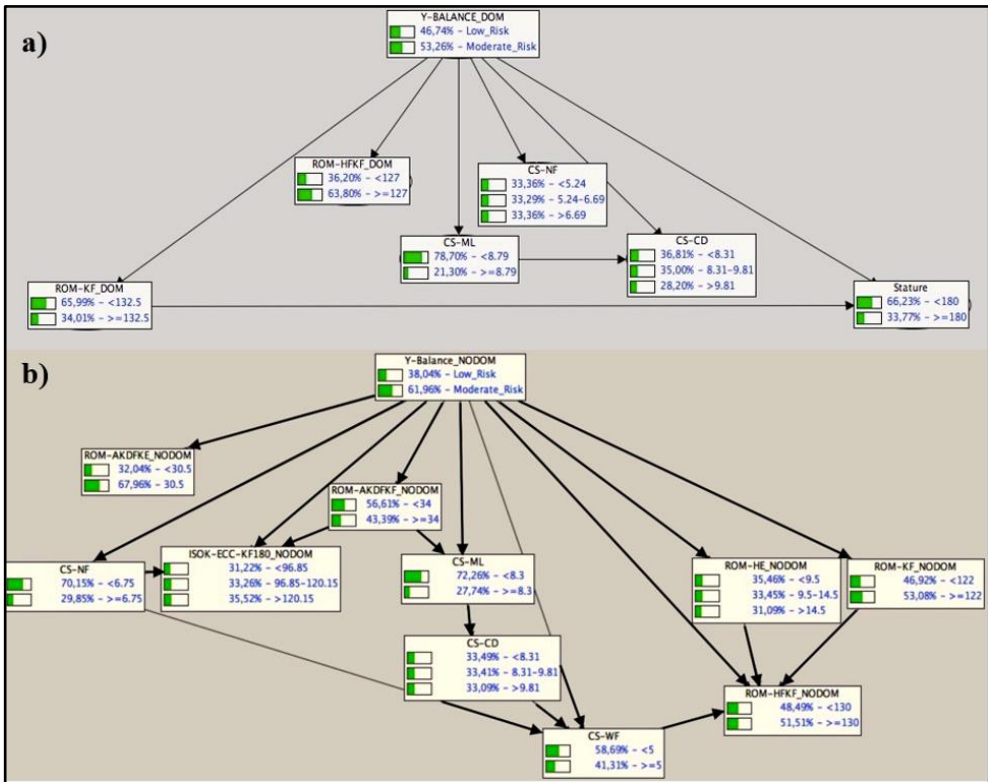 a)
Y-BALANCE_DOM
46,74% - Low_Risk
53,26% - Moderate_Risk
ROM-HFKF_DOM
36,20% - <127
63,80% - >=127
CS-NF
33,36% - <5.24
33,29% - 5.24-6.69
33,36% - >6.69
CS-ML
78,70% - <8.79
21,30% - >=8.79
CS-CD
36,81% - <8.31
35,00% - 8.31-9.81
28,20% - >9.81
ROM-KF_DOM
65,99% - <132.5
34,01% - >=132.5
Stature
66,23% - <180
33,77% - >=180
b)
Y-Balance_NODOM
38,04% - Low_Risk
61,96% - Moderate_Risk
ROM-AKDFKE_NODOM
32,04% - <30.5
67,96% - 30.5
ROM-AKDFKF_NODOM
56,61% - <34
43,39% - >=34
CS-NF
70,15% - <6.75
29,85% - >=6.75
ISOK-ECC-KF180_NODOM
31,22% - <96.85
33,26% - 96.85-120.15
35,52% - >120.15
CS-ML
72,26% - <8.3
27,74% - >=8.3
ROM-HE_NODOM
35,46% - <9.5
33,45% - 9.5-14.5
31,09% - >14.5
ROM-KF_NODOM
46,92% - <122
53,08% - >=122
CS-CD
33,49% - <8.31
33,41% - 8.31-9.81
33,09% - >9.81
ROM-HFKF_NODOM
48,49% - <130
51,51% - >=130
CS-WF
58,69% - <5
41,31% - >=5